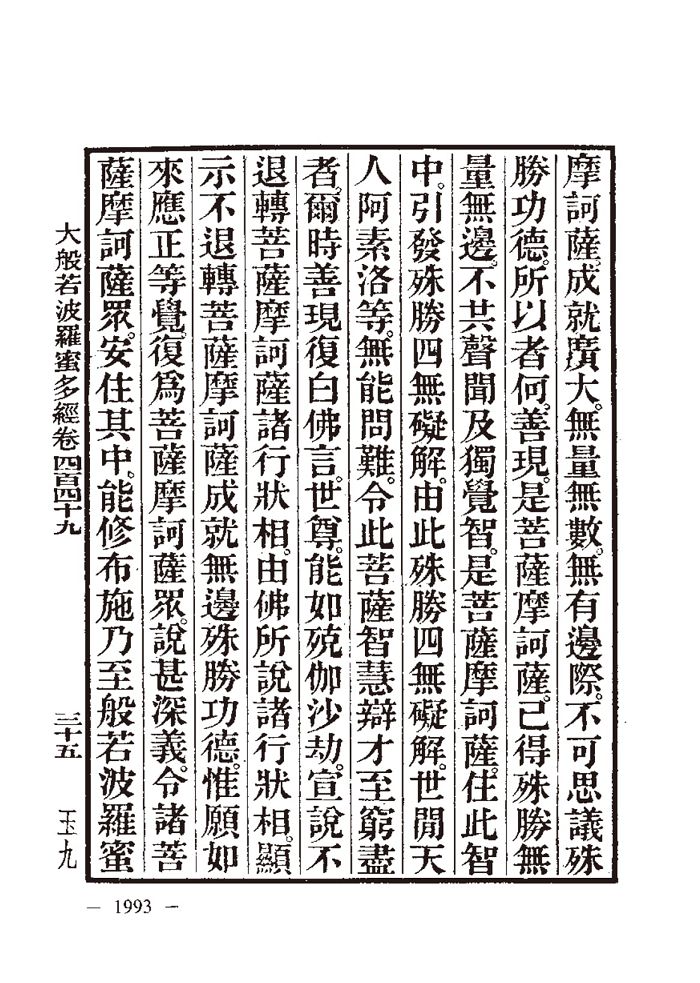 摩訶薩。成就廣大。無量無數。無有邊際。不可思議殊
勝功德。所以者何。善現。是菩薩摩訶薩。已得殊勝無
量無邊。不共聲聞及獨覺智。是菩薩摩訶薩。住此智
中。引發殊勝四無礙解。由此殊勝四無礙解。世閒天
人阿素洛等。無能問難。令此菩薩智慧辯才至窮盡
者。爾時善現復白佛言。世尊。能如殑伽沙劫。宣說不
退轉菩薩摩訶薩諸行狀相。由佛所說諸行狀相。顯
示不退轉菩薩摩訶薩成就無邊殊勝功德。惟願如
來應正等覺。復爲菩薩摩訶薩眾。說甚深義。令諸菩
薩摩訶薩眾。安住其中。能修布施乃至般若波羅蜜
大般若波羅蜜多經卷四百四十九 三十五 玉九
— 1993 —